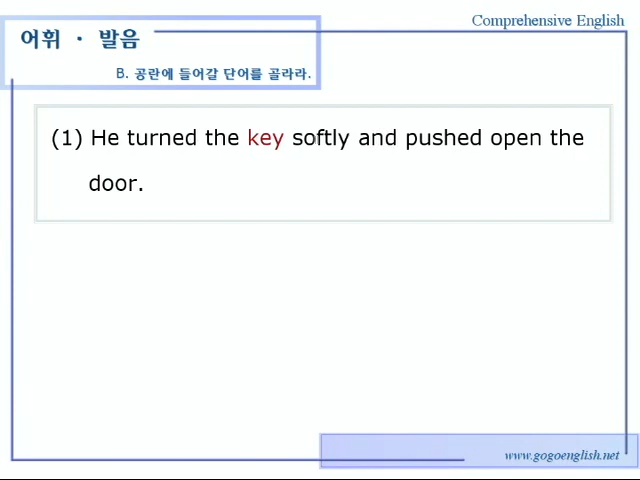 Comprehensive English
어휘 · 발음
B. 공란에 들어갈 단어를 골라라.
(1) He turned the key softly and pushed open the
door.
www.gogoenglish.net